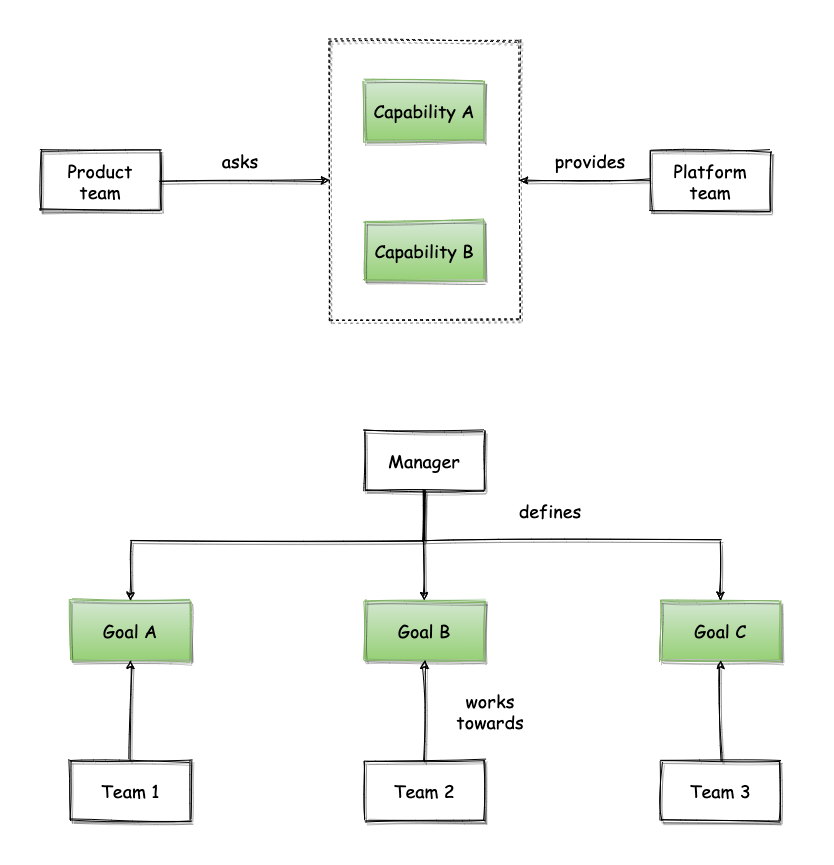 Capability A
asks
provides
Product
team
Platform
team
Capability B
Manager
defines
Goal A
Goal B
Goal C
works
towards
Team 1
Team 2
Team 3